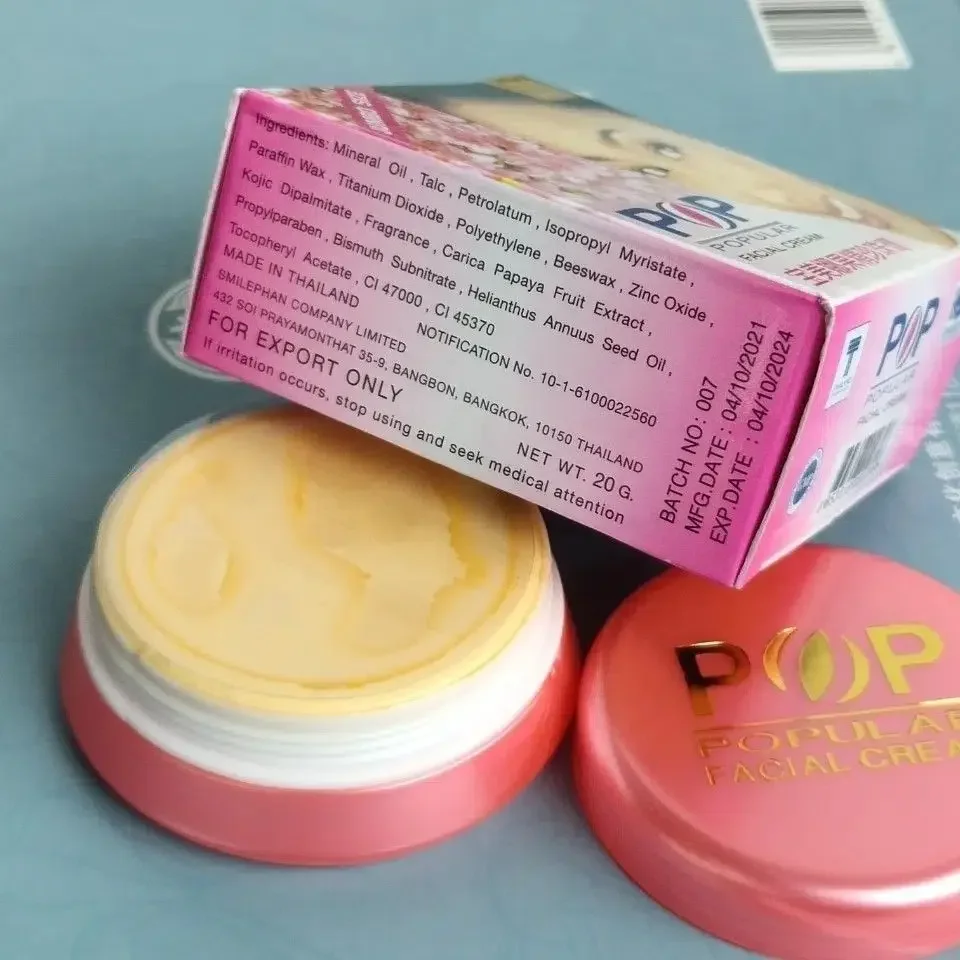 Ingredients: Mineral Oil , Talc , Petrolatum , Isopropyl Myristate ,
Paraffin Wax , Titanium Dioxide , Polyethylene , Beeswax , Zinc Oxide ,
Kojic Dipalmitate , Fragrance , Carica Papaya Fruit Extract ,
Propylparaben , Bismuth Subnitrate , Helianthus Annuus Seed Oil ,
Tocopheryl Acetate , CI 47000 , CI 45370
MADE IN THAILAND
NOTIFICATION No. 10-1-6100022560
SMILEPHAN COMPANY LIMITED
432 SOI PRAYAMONTHAT 35-9, BANGBON, BANGKOK, 10150 THAILAND
FOR EXPORT ONLY
NET WT. 20 G.
If irritation occurs, stop using and seek medical attention
BATCH NO: 007
MFG.DATE : 04/10/2021
EXP.DATE : 04/10/2024
POP
POPULAR
FACIAL CREAM
POP
POPULAR
FACIAL CREAM
POP
POPULAR
FACIAL CREA